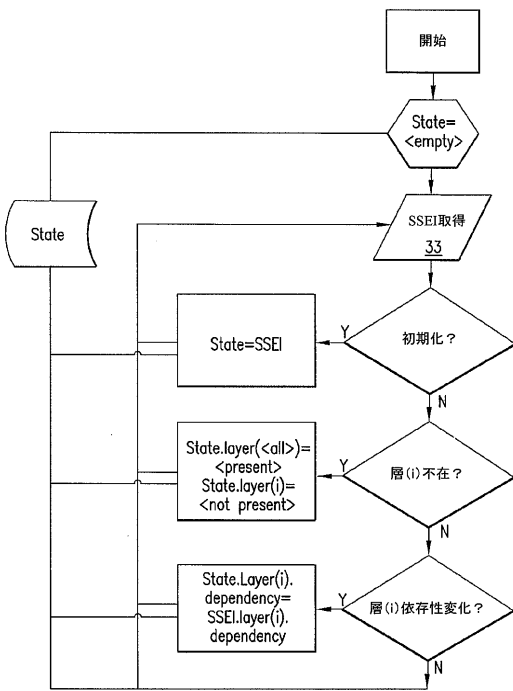 開始
State=
<empty>
State
SSEI取得
33
初期化?
Y
State=SSEI
N
層(i)不在?
Y
State.layer(<all>)=
<present>
State.layer(i)=
<not present>
N
層(i)依存性変化?
Y
State.Layer(i).
dependency=
SSEI.layer(i).
dependency
N